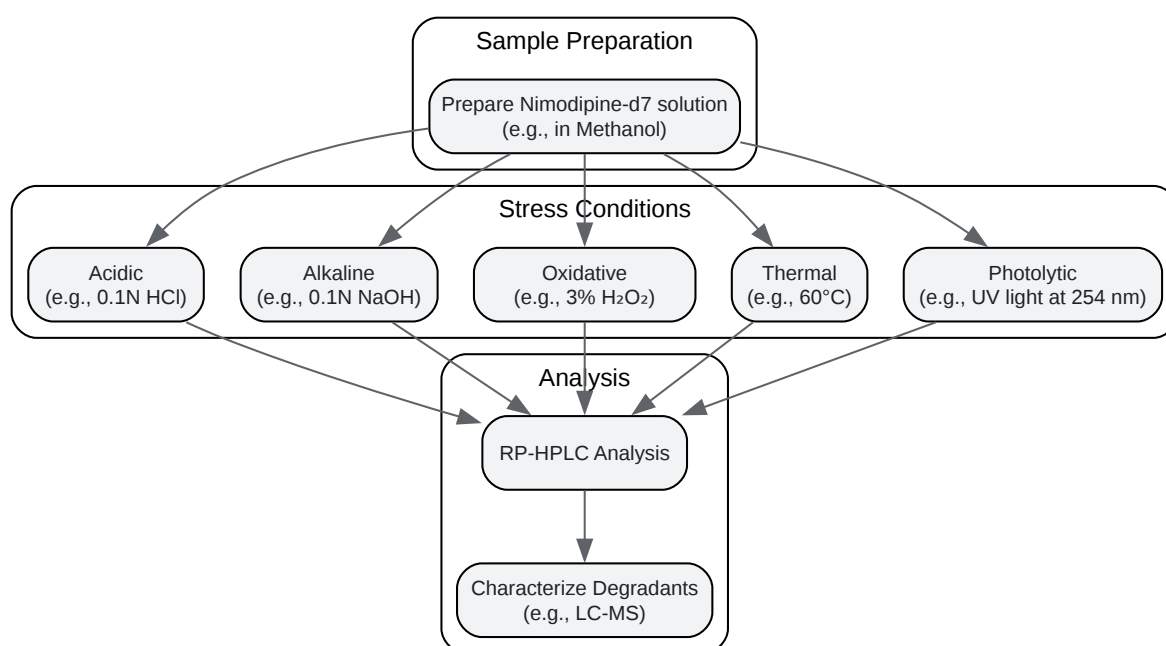 Sample Preparation
Prepare Nimodipine-d7 solution
(e.g., in Methanol)
Stress Conditions
Acidic
(e.g., 0.1N HCl)
Alkaline
(e.g., 0.1N NaOH)
Oxidative
(e.g., 3% H₂O₂)
Thermal
(e.g., 60°C)
Photolytic
(e.g., UV light at 254 nm)
Analysis
RP-HPLC Analysis
Characterize Degradants
(e.g., LC-MS)